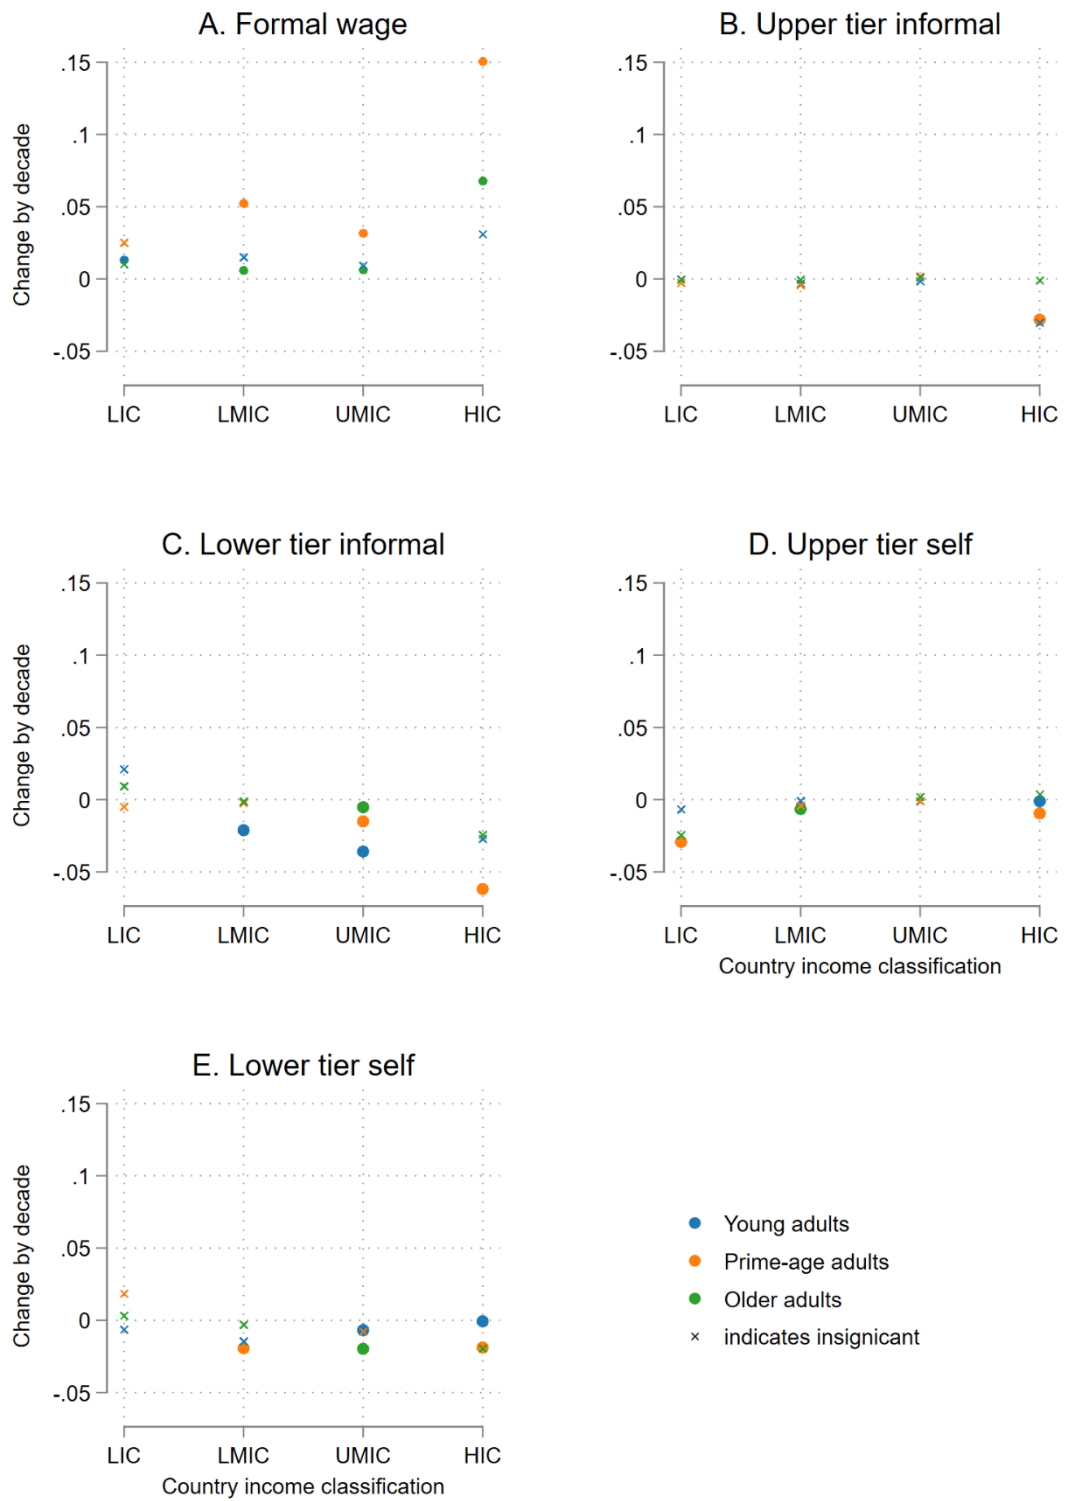 A. Formal wage
Change by decade
.15
.1
.05
0
-.05
LIC LMIC UMIC HIC
B. Upper tier informal
.15
.1
.05
0
-.05
LIC LMIC UMIC HIC
C. Lower tier informal
Change by decade
.15
.1
.05
0
-.05
LIC LMIC UMIC HIC
D. Upper tier self
.15
.1
.05
0
-.05
LIC LMIC UMIC HIC
Country income classification
E. Lower tier self
Change by decade
.15
.1
.05
0
-.05
LIC LMIC UMIC HIC
Country income classification
Young adults
Prime-age adults
Older adults
indicates insignicant